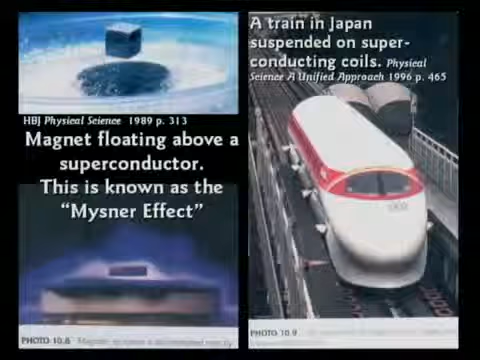 HBJ Physical Science 1989 p. 313
Magnet floating above a
superconductor.
This is known as the
“Mysner Effect”
PHOTO 10.8
A train in Japan
suspended on super-
conducting coils. Physical
Science A Unified Approach 1996 p. 465
PHOTO 10.9